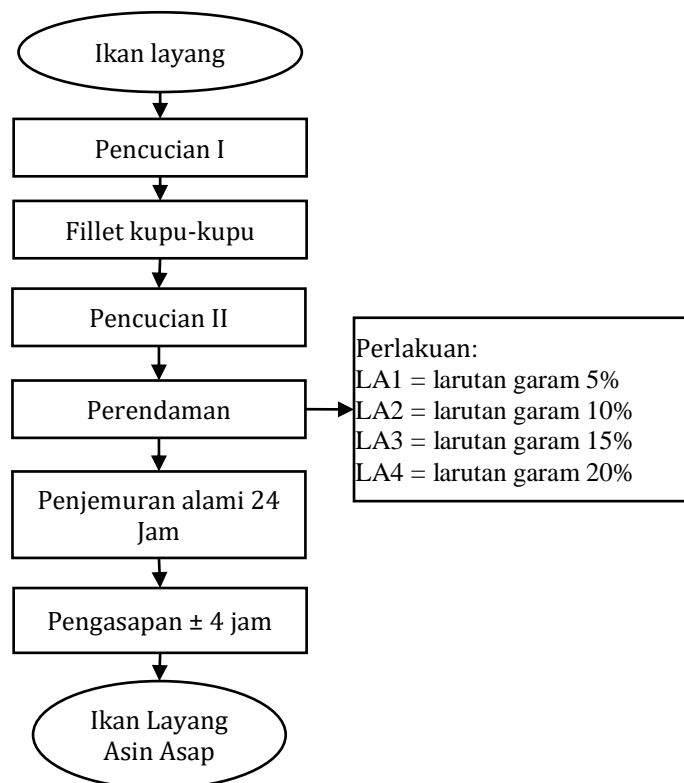 Ikan layang
Pencucian I
Fillet kupu-kupu
Pencucian II
Perendaman
Perlakuan:
LA1 = larutan garam 5%
LA2 = larutan garam 10%
LA3 = larutan garam 15%
LA4 = larutan garam 20%
Penjemuran alami 24
Jam
Pengasapan ± 4 jam
Ikan Layang
Asin Asap